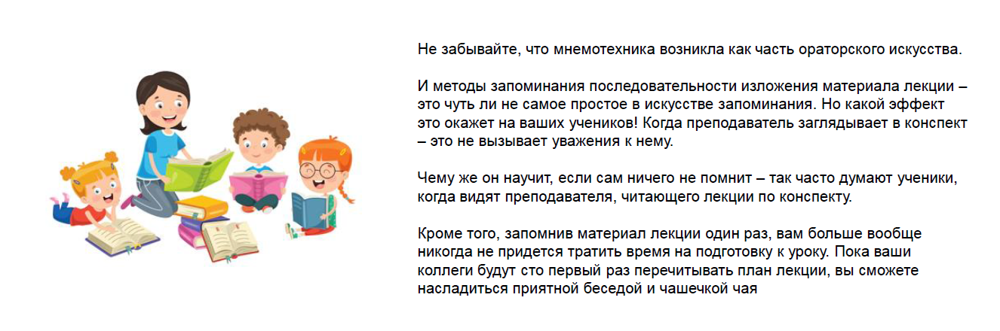 Не забывайте, что мнемотехника возникла как часть ораторского искусства.
И методы запоминания последовательности изложения материала лекции –
это чуть ли не самое простое в искусстве запоминания. Но какой эффект
это окажет на ваших учеников! Когда преподаватель заглядывает в конспект
– это не вызывает уважения к нему.
Чему же он научит, если сам ничего не помнит – так часто думают ученики,
когда видят преподавателя, читающего лекции по конспекту.
Кроме того, запомнив материал лекции один раз, вам больше вообще
никогда не придется тратить время на подготовку к уроку. Пока ваши
коллеги будут сто первый раз перечитывать план лекции, вы сможете
насладиться приятной беседой и чашечкой чая